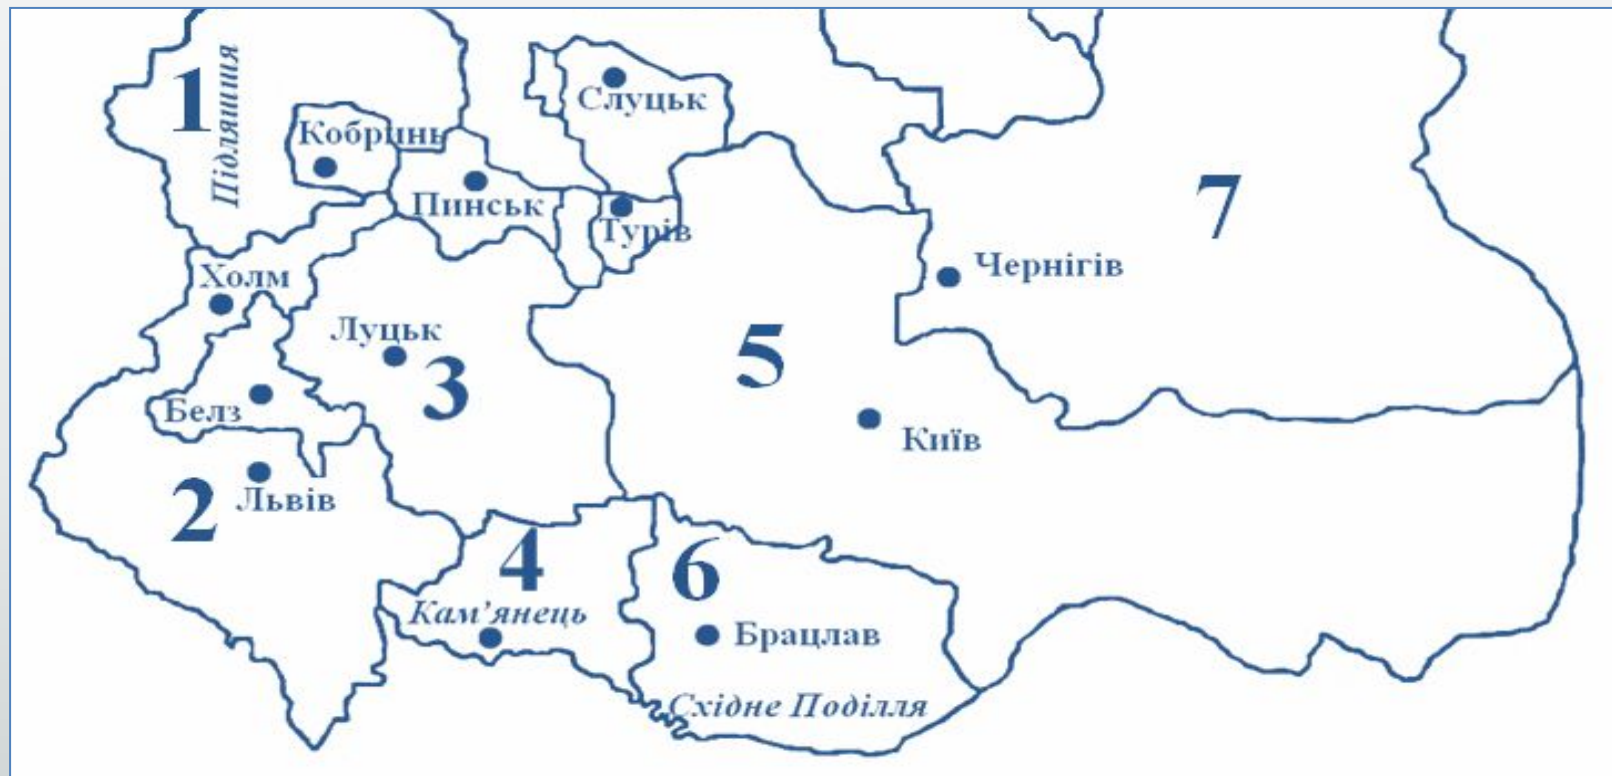 1
Підляшшя
Кобринь
Слуцьк
Пинськ
Турів
7
Холм
Чернігів
Луцьк
3
5
Белз
Київ
2
Львів
4
Кам’янець
6
Брацлав
Східне Поділля